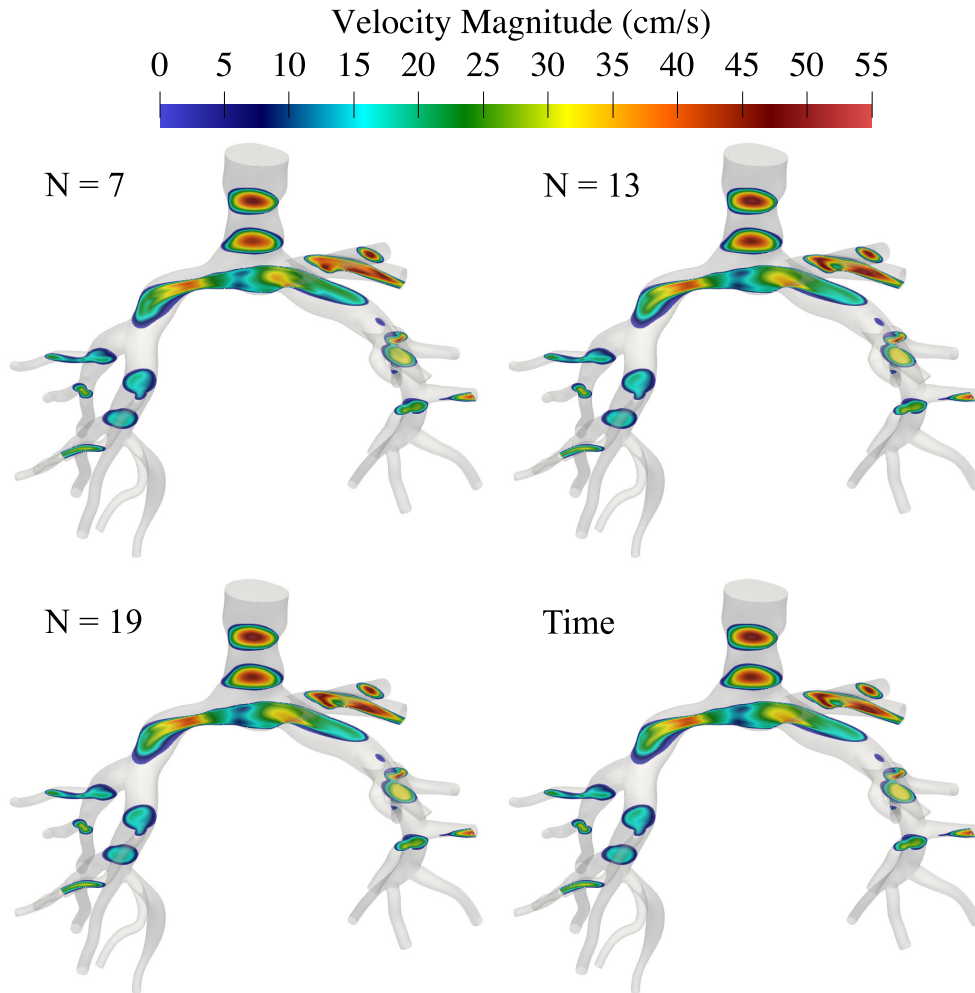 Velocity Magnitude (cm/s)
0 5 10 15 20 25 30 35 40 45 50 55
N = 7
N = 13
N = 19
Time